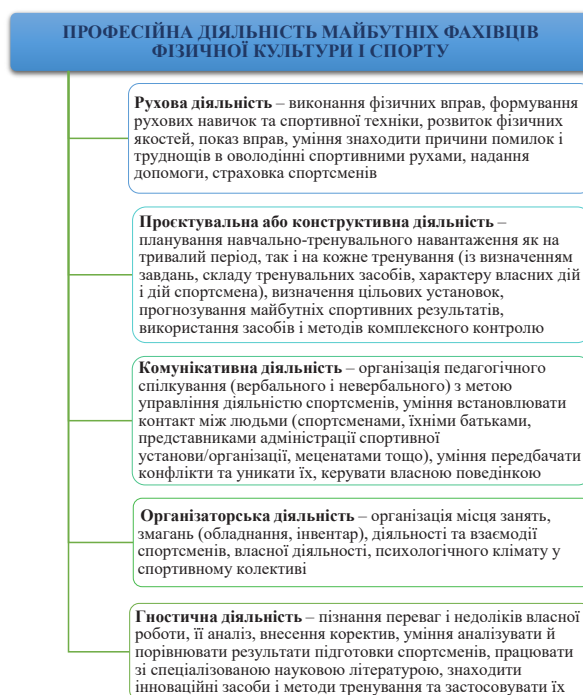 ПРОФЕСІЙНА ДІЯЛЬНІСТЬ МАЙБУТНІХ ФАХІВЦІВ
ФІЗИЧНОЇ КУЛЬТУРИ І СПОРТУ
Рухова діяльність – виконання фізичних вправ, формування
рухових навичок та спортивної техніки, розвиток фізичних
якостей, показ вправ, уміння знаходити причини помилок і
труднощів в оволодінні спортивними рухами, надання
допомоги, страховка спортсменів
Проєктувальна або конструктивна діяльність –
планування навчально-тренувального навантаження як на
тривалий період, так і на кожне тренування (із визначенням
завдань, складу тренувальних засобів, характеру власних дій
і дій спортсмена), визначення цільових установок,
прогнозування майбутніх спортивних результатів,
використання засобів і методів комплексного контролю
Комунікативна діяльність – організація педагогічного
спілкування (вербального і невербального) з метою
управління діяльністю спортсменів, уміння встановлювати
контакт між людьми (спортсменами, їхніми батьками,
представниками адміністрації спортивної
установи/організації, меценатами тощо), уміння передбачати
конфлікти та уникати їх, керувати власною поведінкою
Організаторська діяльність – організація місця занять,
змагань (обладнання, інвентар), діяльності та взаємодії
спортсменів, власної діяльності, психологічного клімату у
спортивному колективі
Гностична діяльність – пізнання переваг і недоліків власної
роботи, її аналіз, внесення коректив, уміння аналізувати й
порівнювати результати підготовки спортсменів, працювати
зі спеціалізованою науковою літературою, знаходити
інноваційні засоби і методи тренування та застосовувати їх